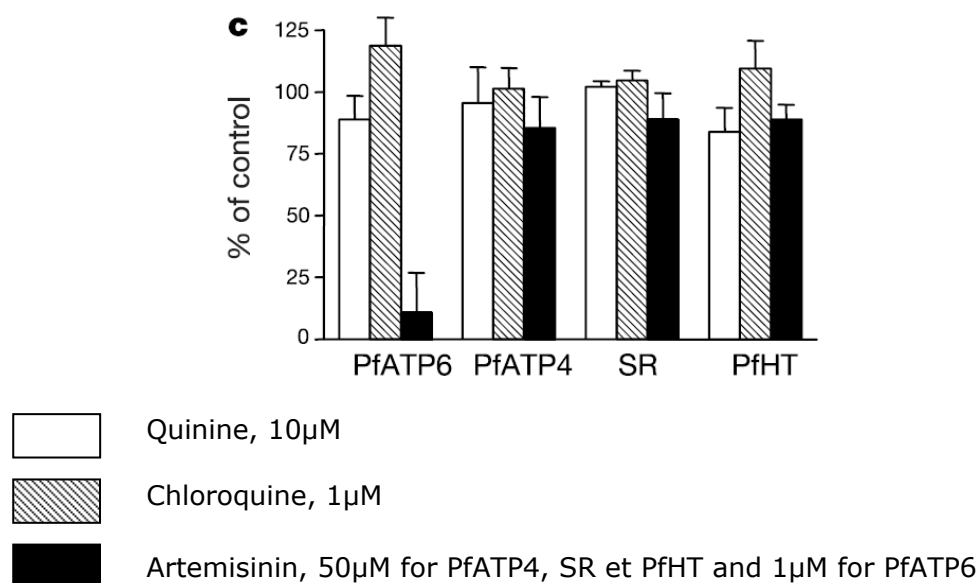 c
125
100
75
50
25
0
% of control
PfATP6 PfATP4 SR PfHT
Quinine, 10µM
Chloroquine, 1µM
Artemisinin, 50µM for PfATP4, SR et PfHT and 1µM for PfATP6